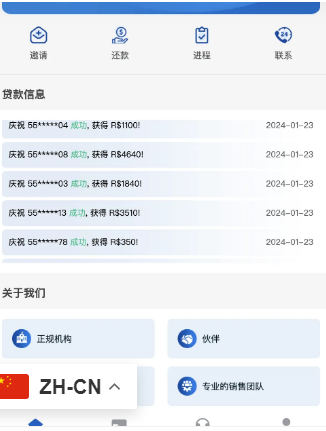 邀请 还款 进程 联系
贷款信息
庆祝 55*****04 成功, 获得 R$1100! 2024-01-23
庆祝 55*****08 成功, 获得 R$4640! 2024-01-23
庆祝 55*****03 成功, 获得 R$1840! 2024-01-23
庆祝 55*****13 成功, 获得 R$3510! 2024-01-23
庆祝 55*****78 成功, 获得 R$350! 2024-01-23
关于我们
正规机构 伙伴
专业的销售团队
ZH-CN